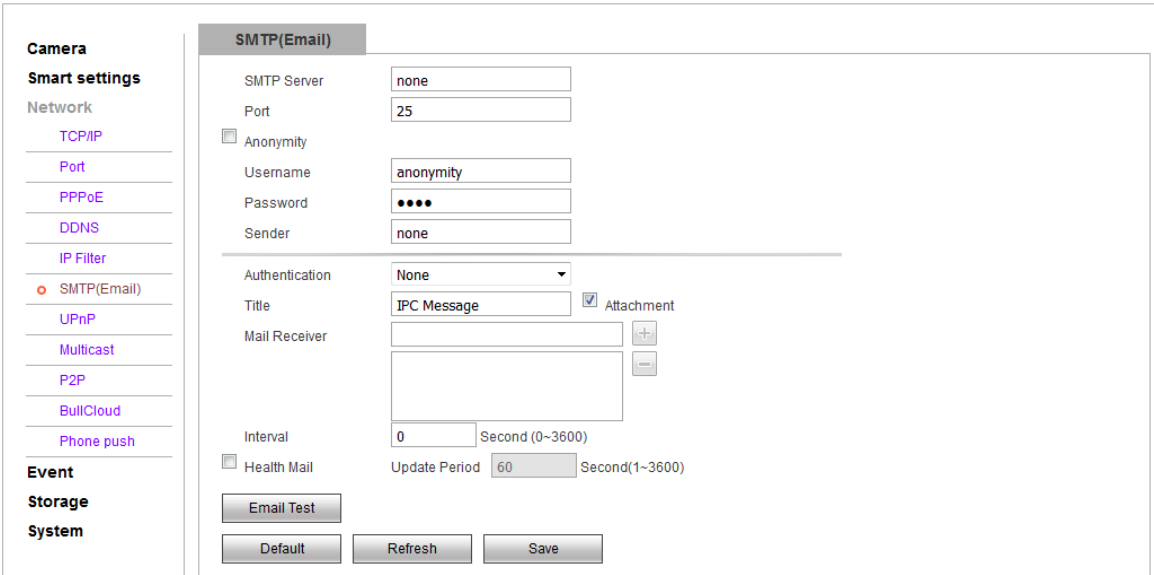 Camera
Smart settings
Network
TCP/IP
Port
PPPoE
DDNS
IP Filter
SMTP(Email)
UPnP
Multicast
P2P
BullCloud
Phone push
Event
Storage
System
SMTP(Email)
SMTP Server none
Port 25
Anonymity
Username anonymity
Password ●●●●
Sender none
Authentication None
Title IPC Message Attachment
Mail Receiver
Interval 0 Second (0~3600)
Health Mail Update Period 60 Second(1~3600)
Email Test
Default Refresh Save